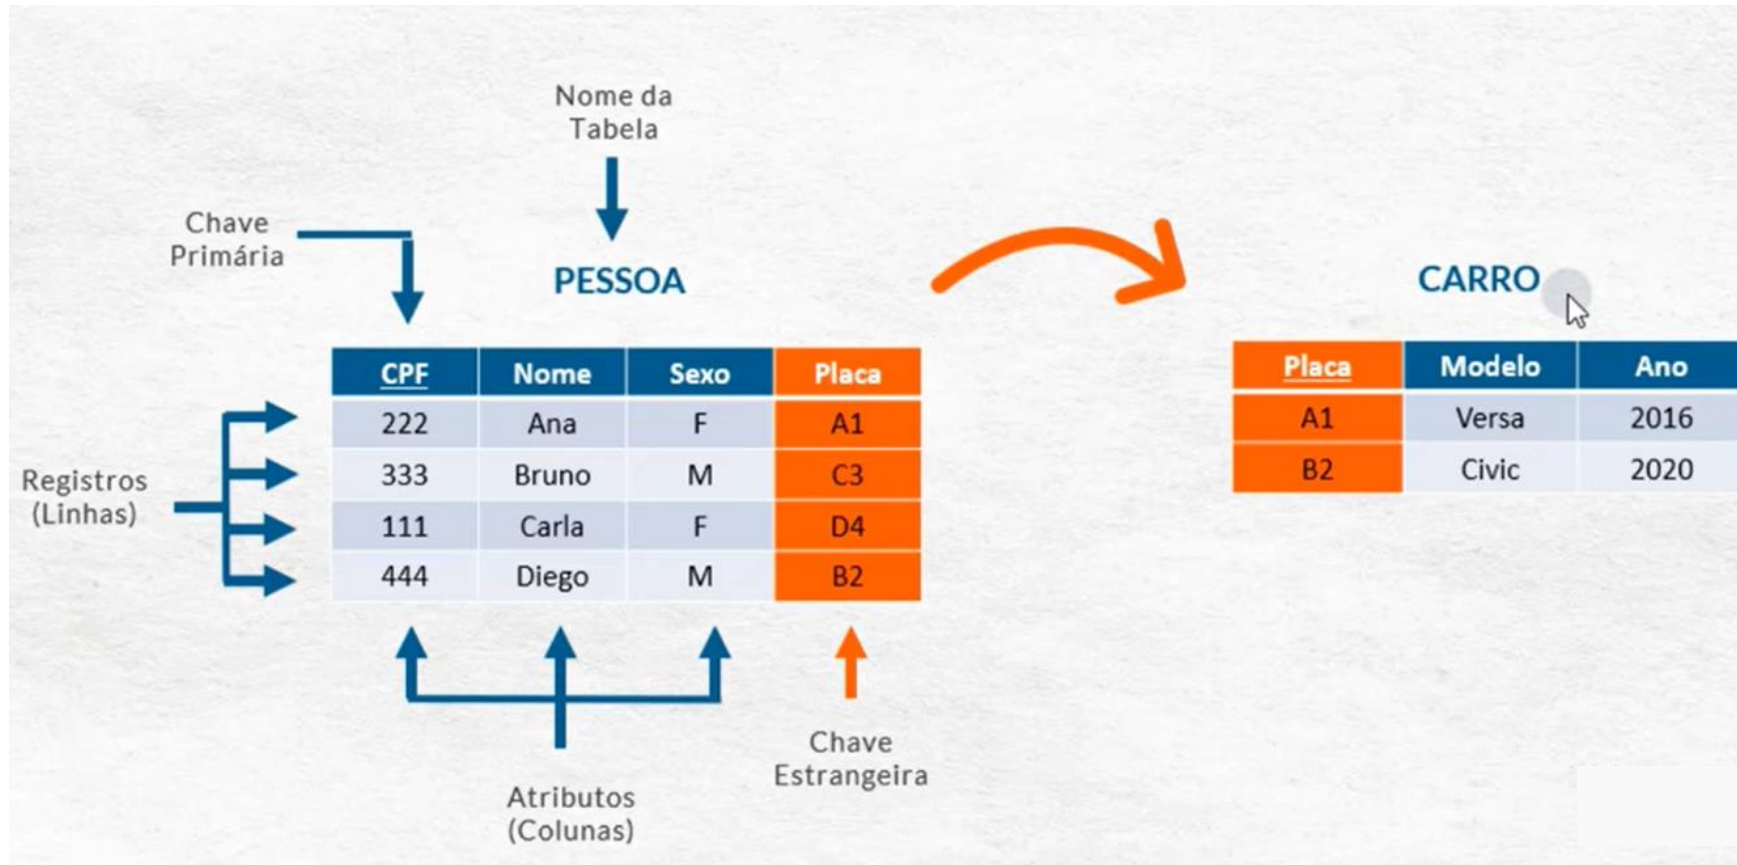 Nome da
Tabela
Chave
Primária
PESSOA
CARRO
CPF Nome Sexo Placa
222 Ana F A1
333 Bruno M C3
111 Carla F D4
444 Diego M B2
Placa Modelo Ano
A1 Versa 2016
B2 Civic 2020
Registros
(Linhas)
Atributos
(Colunas)
Chave
Estrangeira